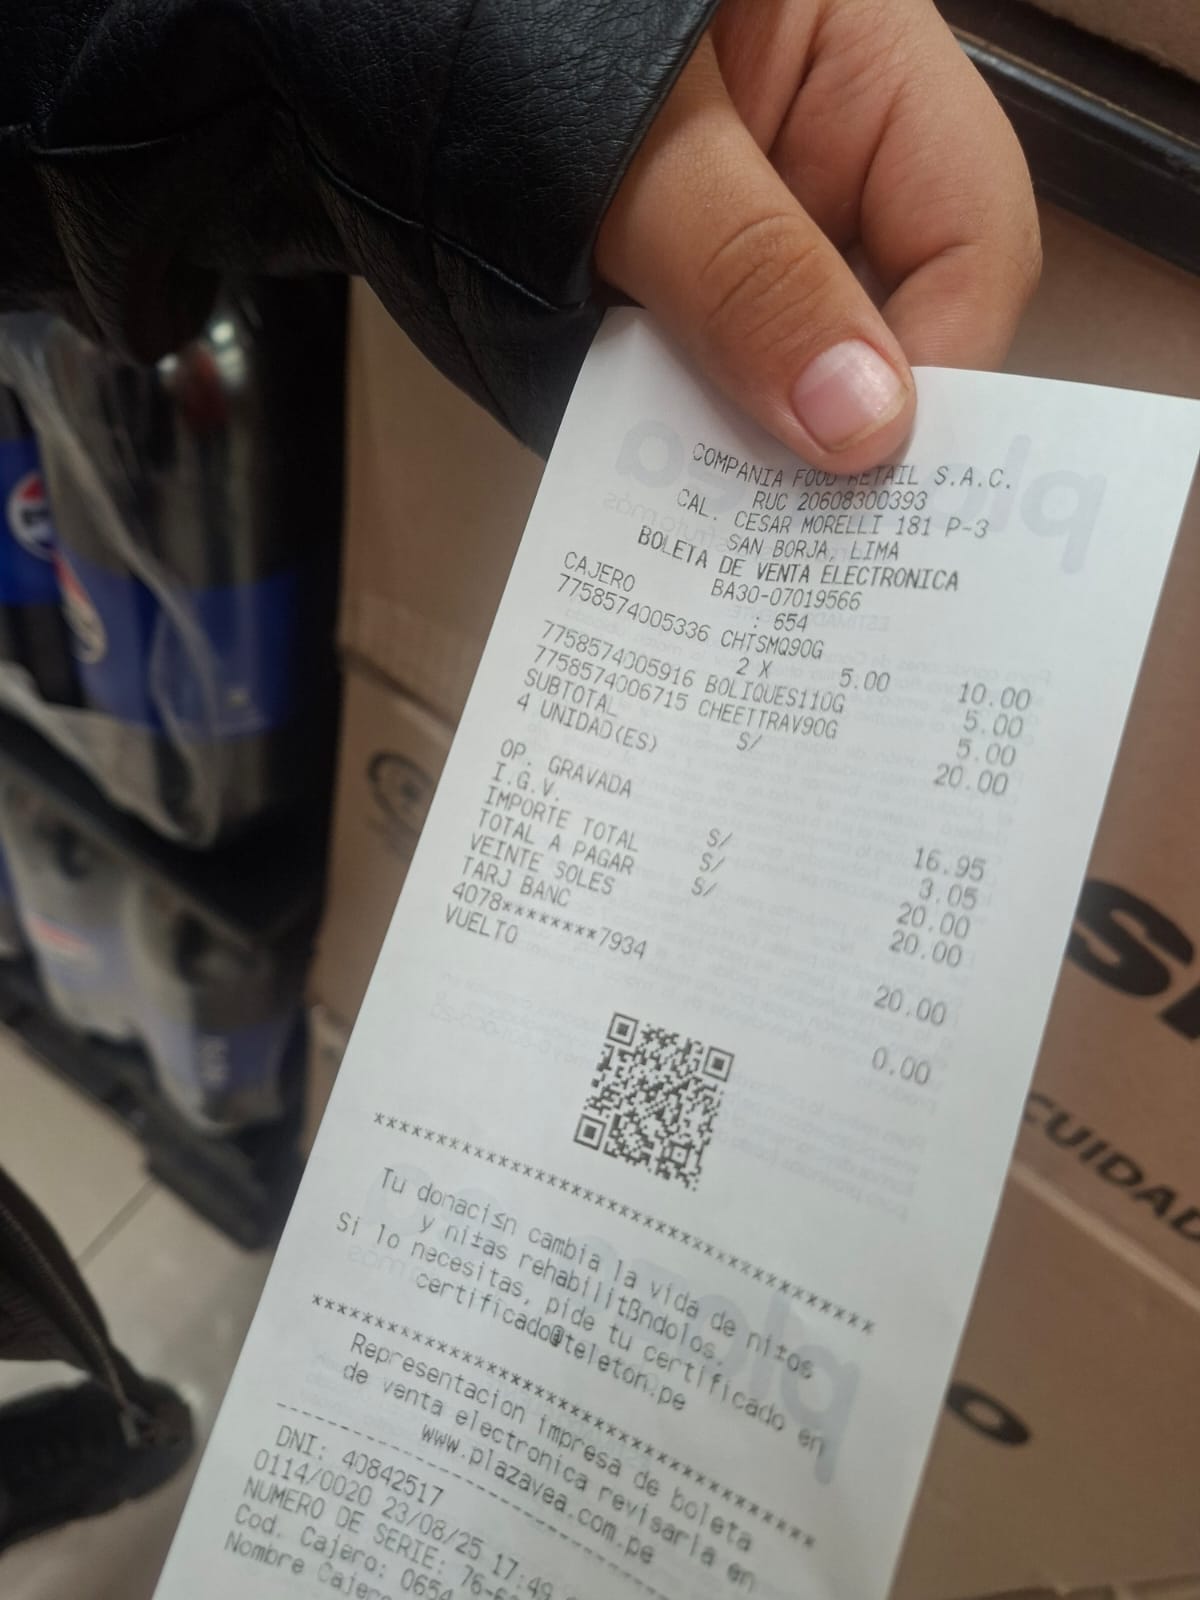 COMPANIA FOOD RETAIL S.A.C.
RUC 20608300393
CAL. CESAR MORELLI 181 P-3
SAN BORJA, LIMA
BOLETA DE VENTA ELECTRONICA
BA30-07019566
CAJERO : 654
7758574005336 CHTSMQ90G
2 X 5.00 10.00
7758574005916 BOLIQUES110G 5.00
7758574006715 CHEETTRAV90G 5.00
SUBTOTAL S/ 20.00
4 UNIDAD(ES)
OP. GRAVADA S/ 16.95
I.G.V. S/ 3.05
IMPORTE TOTAL S/ 20.00
TOTAL A PAGAR 20.00
VEINTE SOLES
TARJ BANC 20.00
4078********7934
VUELTO 0.00
****************************************
Tu donaci≤n cambia la vida de ni±os
y ni±as rehabilitßndolos.
Si lo necesitas, pide tu certificado en
certificado@teleton.pe
****************************************
Representacion impresa de boleta
de venta electronica revisarla en
www.plazavea.com.pe
----------------------------------------
DNI: 40842517
0114/0020 23/08/25 17:49
NUMERO DE SERIE: 76-
Cod. Cajero: 0654
Nombre Cajero
CUIDAD